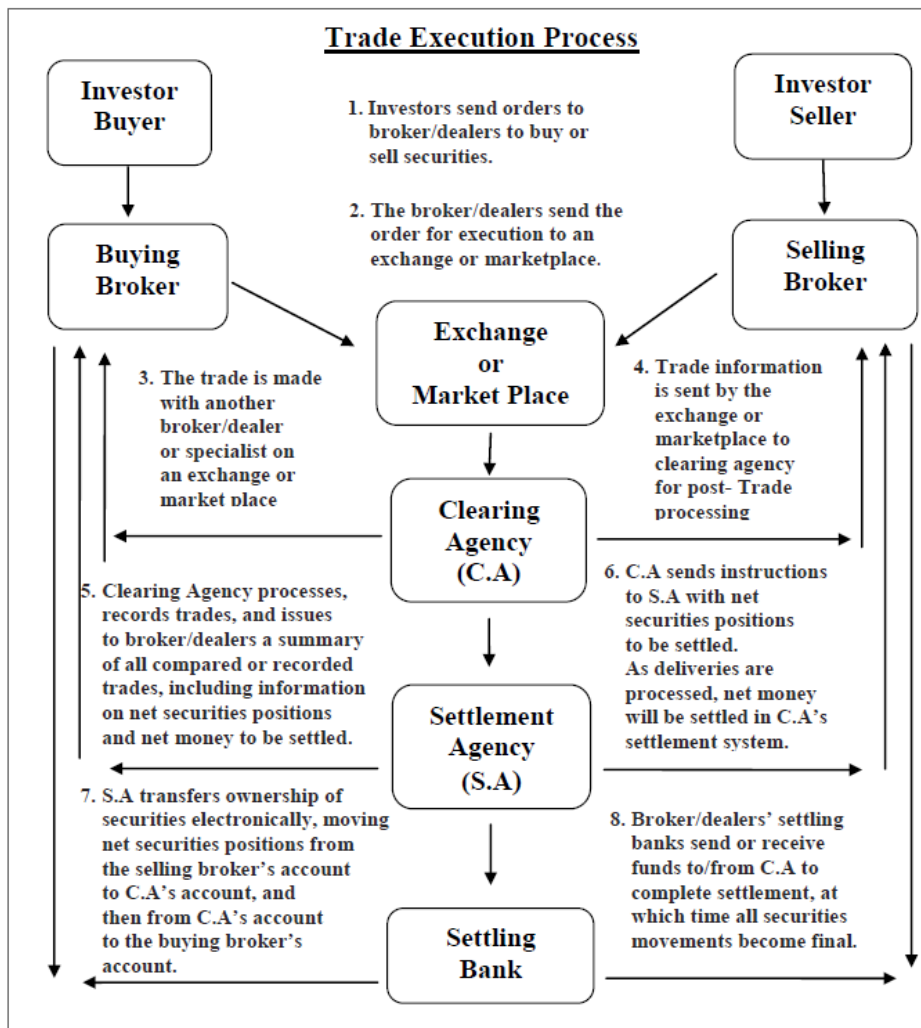 Trade Execution Process
Investor
Buyer
1. Investors send orders to
broker/dealers to buy or
sell securities.
Investor
Seller
2. The broker/dealers send the
order for execution to an
exchange or marketplace.
Buying
Broker
Selling
Broker
Exchange
or
Market Place
3. The trade is made
with another
broker/dealer
or specialist on
an exchange or
market place
4. Trade information
is sent by the
exchange or
marketplace to
clearing agency
for post- Trade
processing
Clearing
Agency
(C.A)
5. Clearing Agency processes,
records trades, and issues
to broker/dealers a summary
of all compared or recorded
trades, including information
on net securities positions
and net money to be settled.
6. C.A sends instructions
to S.A with net
securities positions
to be settled.
As deliveries are
processed, net money
will be settled in C.A's
settlement system.
Settlement
Agency
(S.A)
7. S.A transfers ownership of
securities electronically, moving
net securities positions from
the selling broker's account
to C.A's account, and
then from C.A's account
to the buying broker's
account.
8. Broker/dealers' settling
banks send or receive
funds to/from C.A to
complete settlement, at
which time all securities
movements become final.
Settling
Bank